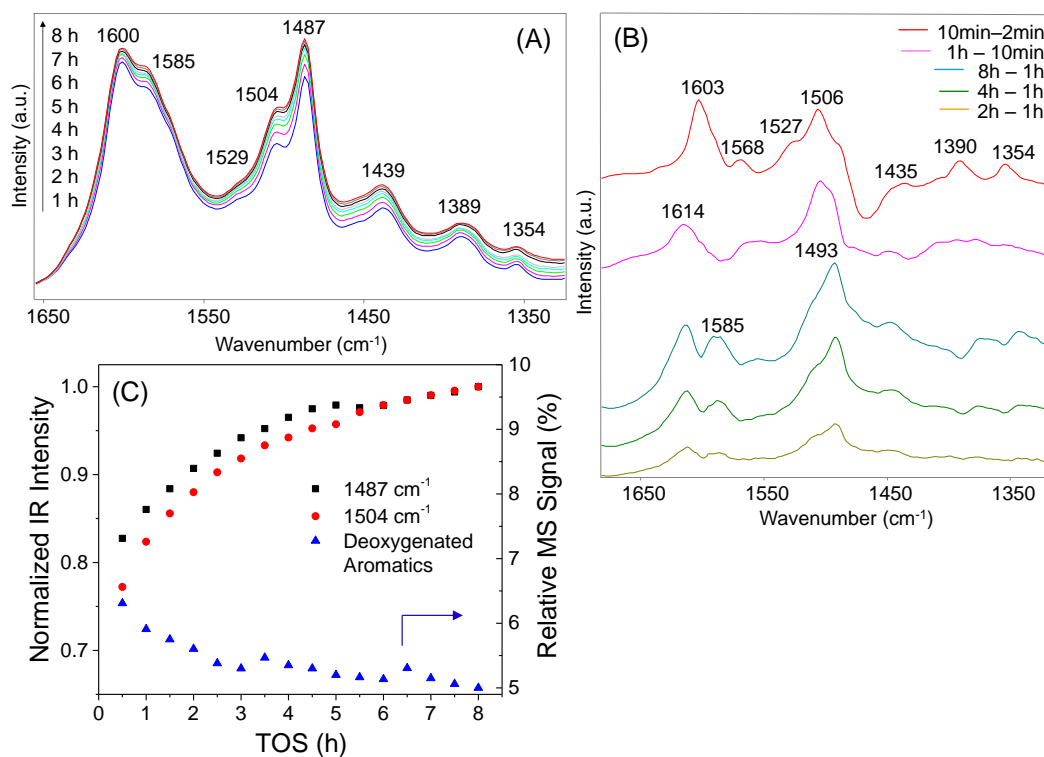 (A)
8 h
7 h
6 h
5 h
4 h
3 h
2 h
1 h
1600
1585
1529
1504
1487
1439
1389
1354
Intensity (a.u.)
1650
1550
1450
1350
Wavenumber (cm⁻¹)
(B)
10min–2min
1h – 10min
8h – 1h
4h – 1h
2h – 1h
1603
1568
1527
1506
1435
1390
1354
1614
1493
1585
Intensity (a.u.)
1650
1550
1450
1350
Wavenumber (cm⁻¹)
(C)
1.0
0.9
0.8
0.7
Normalized IR Intensity
1487 cm⁻¹
1504 cm⁻¹
Deoxygenated
Aromatics
10
9
8
7
6
5
Relative MS Signal (%)
0
1
2
3
4
5
6
7
8
TOS (h)